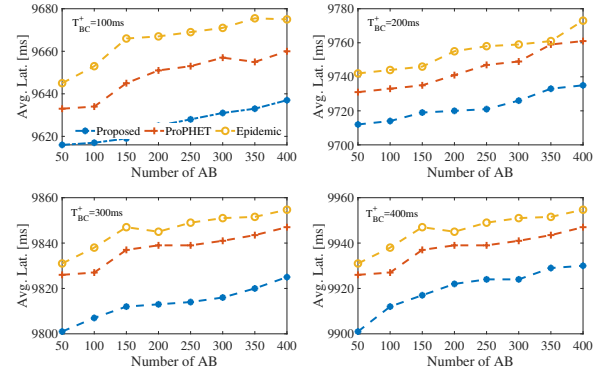 T+BC=100ms
Avg. Lat. [ms]
9680
9660
9640
9620
Proposed ProPHET Epidemic
50 100 150 200 250 300 350 400
Number of AB
T+BC=200ms
Avg. Lat. [ms]
9780
9760
9740
9720
9700
50 100 150 200 250 300 350 400
Number of AB
T+BC=300ms
Avg. Lat. [ms]
9860
9840
9820
9800
50 100 150 200 250 300 350 400
Number of AB
T+BC=400ms
Avg. Lat. [ms]
9960
9940
9920
9900
50 100 150 200 250 300 350 400
Number of AB